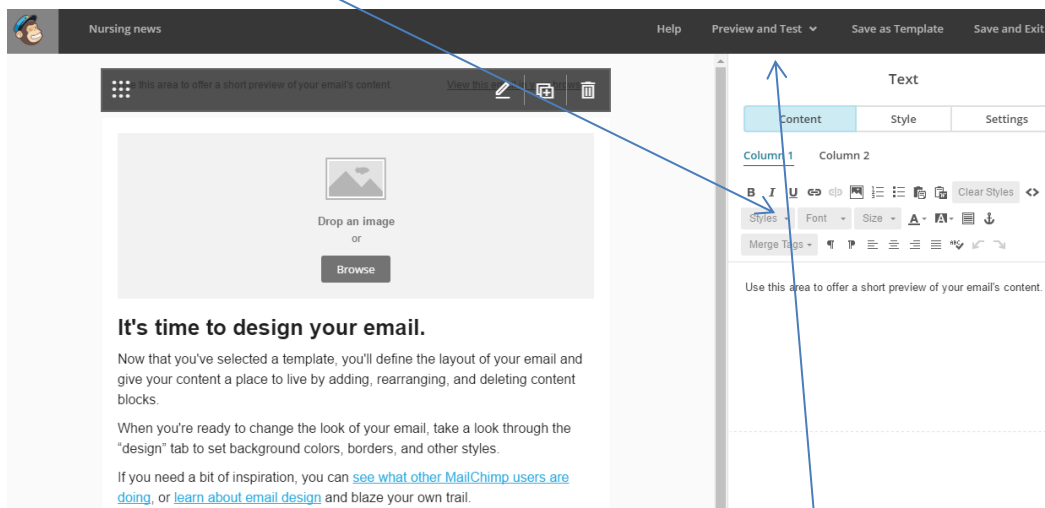 Nursing news
Help Preview and Test Save as Template Save and Exit
Use this area to offer a short preview of your email's content. View this email in your browser
Drop an image
or
Browse
It's time to design your email.
Now that you've selected a template, you'll define the layout of your email and
give your content a place to live by adding, rearranging, and deleting content
blocks.
When you're ready to change the look of your email, take a look through the
“design” tab to set background colors, borders, and other styles.
If you need a bit of inspiration, you can see what other MailChimp users are
doing, or learn about email design and blaze your own trail.
Text
Content Style Settings
Column 1 Column 2
B I U Clear Styles <>
Styles Font Size A A
Merge Tags ¶
Use this area to offer a short preview of your email's content.